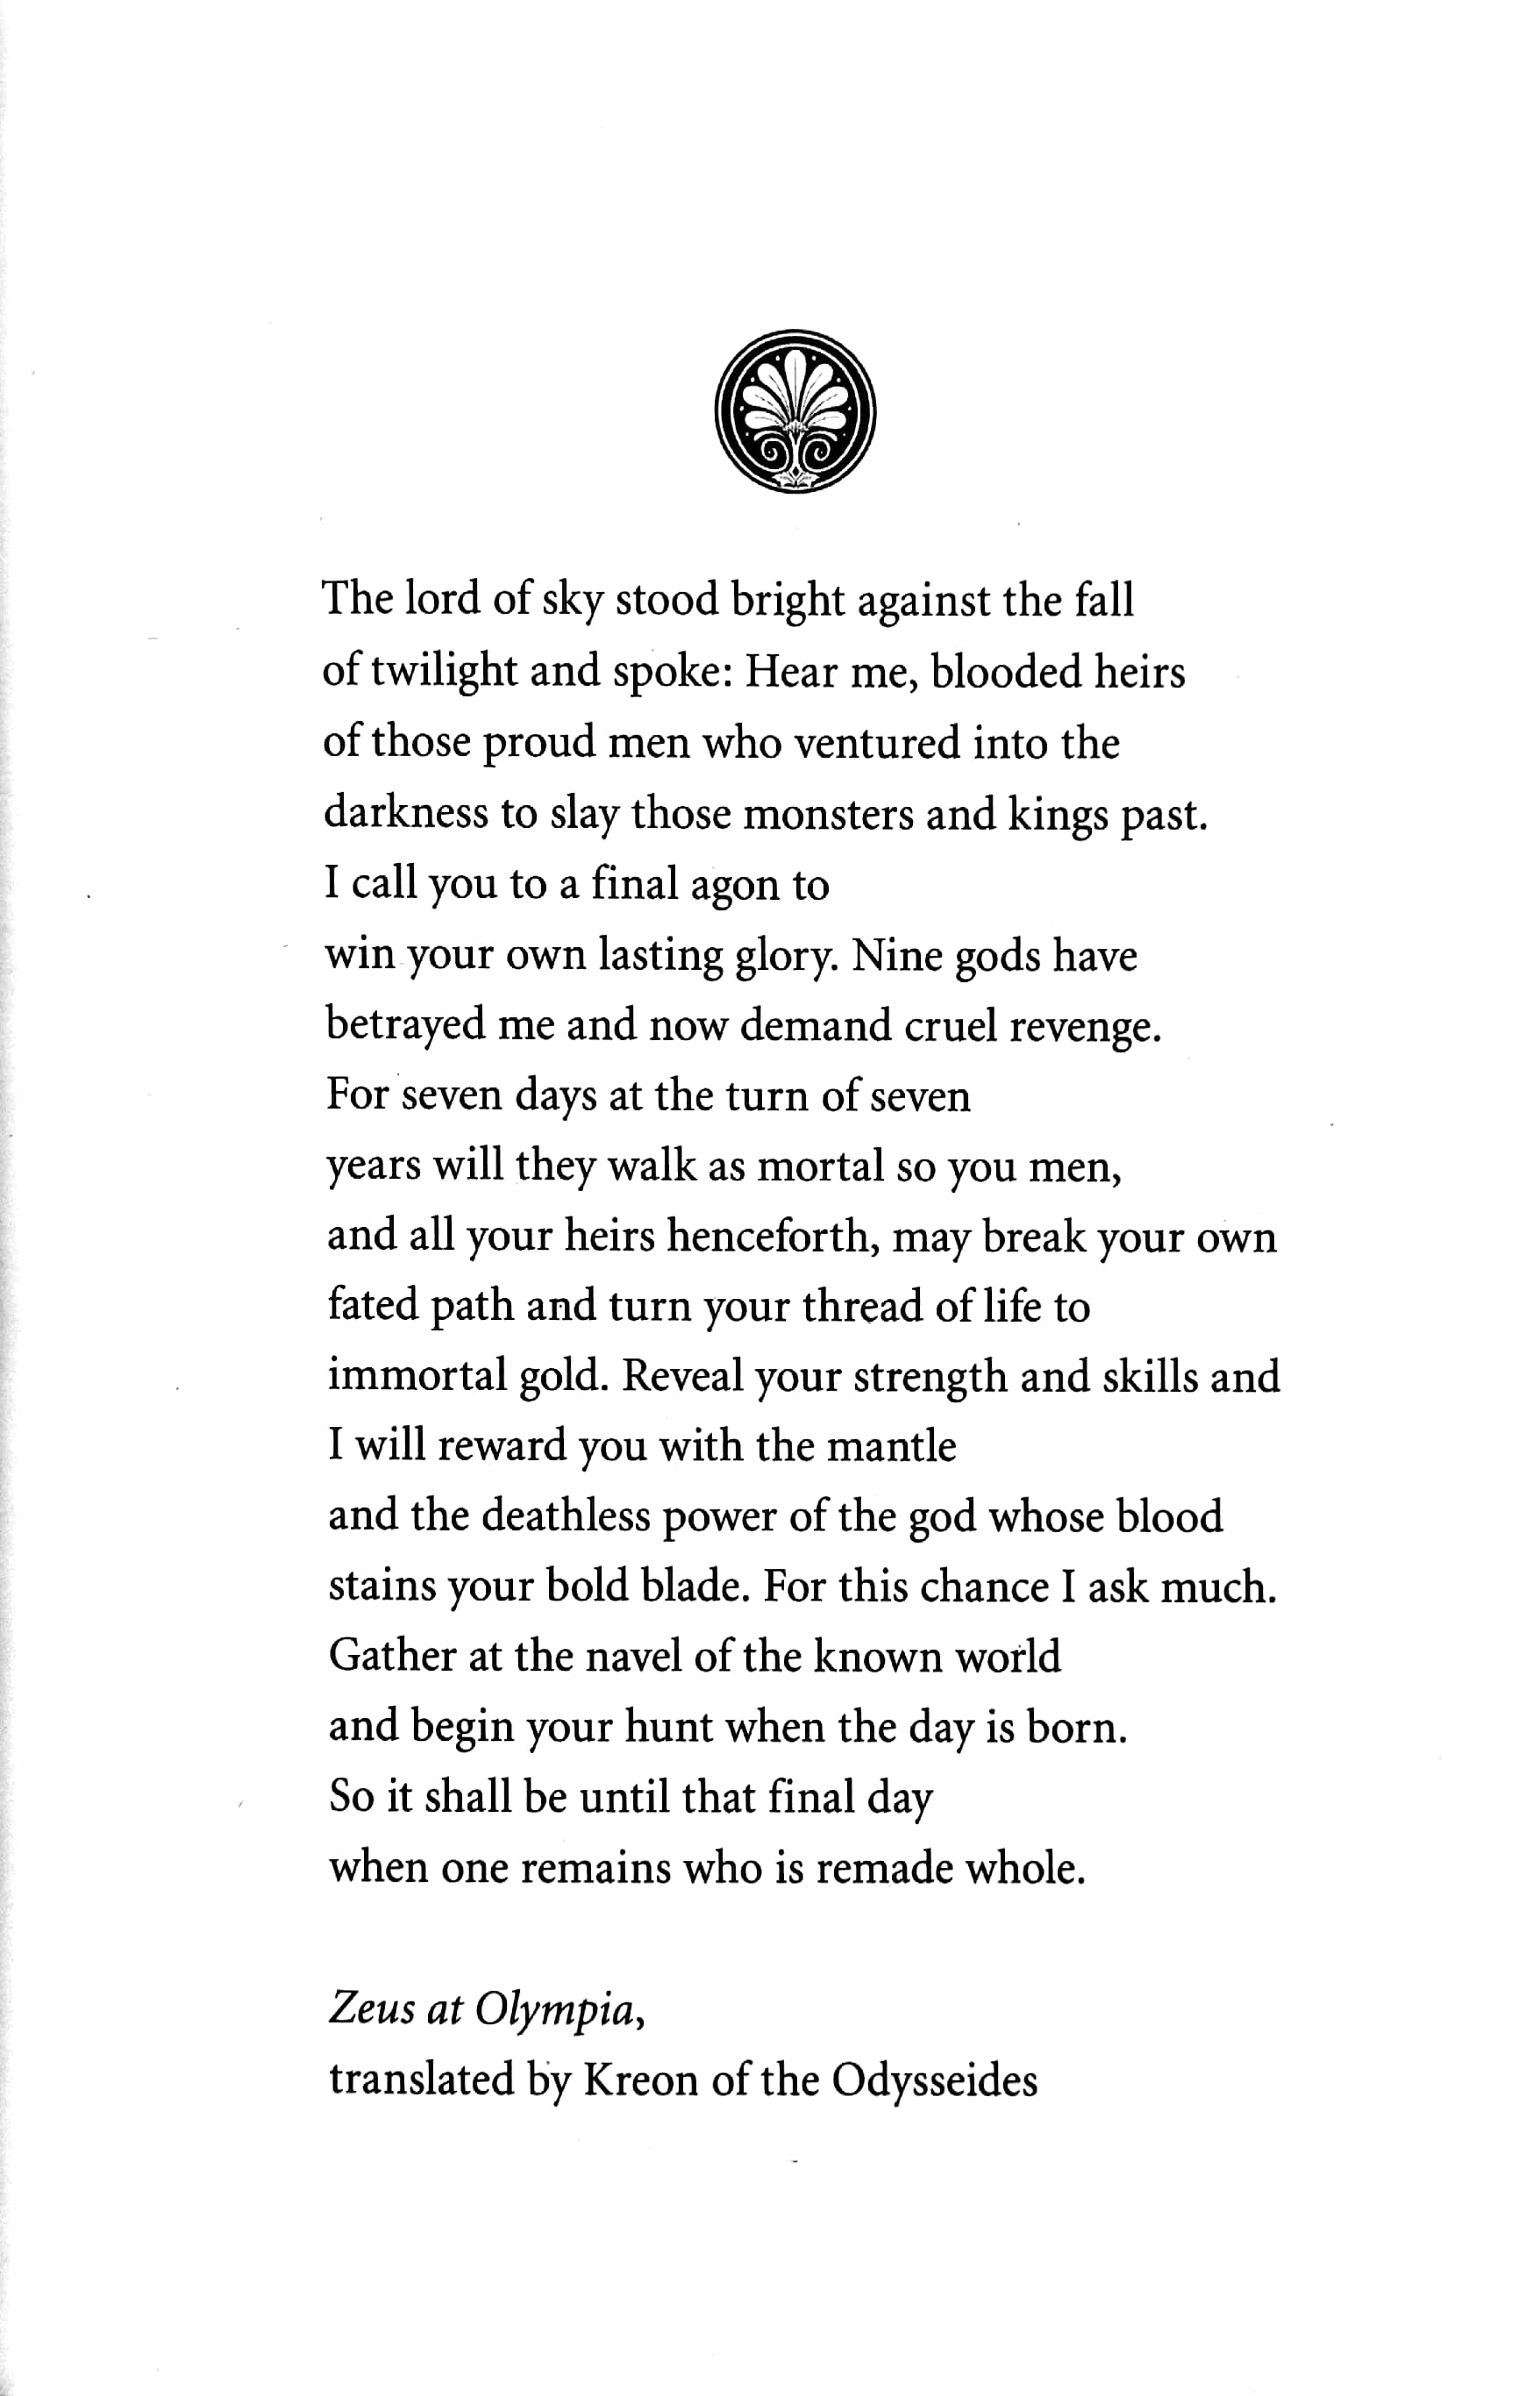 The lord of sky stood bright against the fall
of twilight and spoke: Hear me, blooded heirs
of those proud men who ventured into the
darkness to slay those monsters and kings past.
I call you to a final agon to
win your own lasting glory. Nine gods have
betrayed me and now demand cruel revenge.
For seven days at the turn of seven
years will they walk as mortal so you men,
and all your heirs henceforth, may break your own
fated path and turn your thread of life to
immortal gold. Reveal your strength and skills and
I will reward you with the mantle
and the deathless power of the god whose blood
stains your bold blade. For this chance I ask much.
Gather at the navel of the known world
and begin your hunt when the day is born.
So it shall be until that final day
when one remains who is remade whole.
Zeus at Olympia,
translated by Kreon of the Odysseides